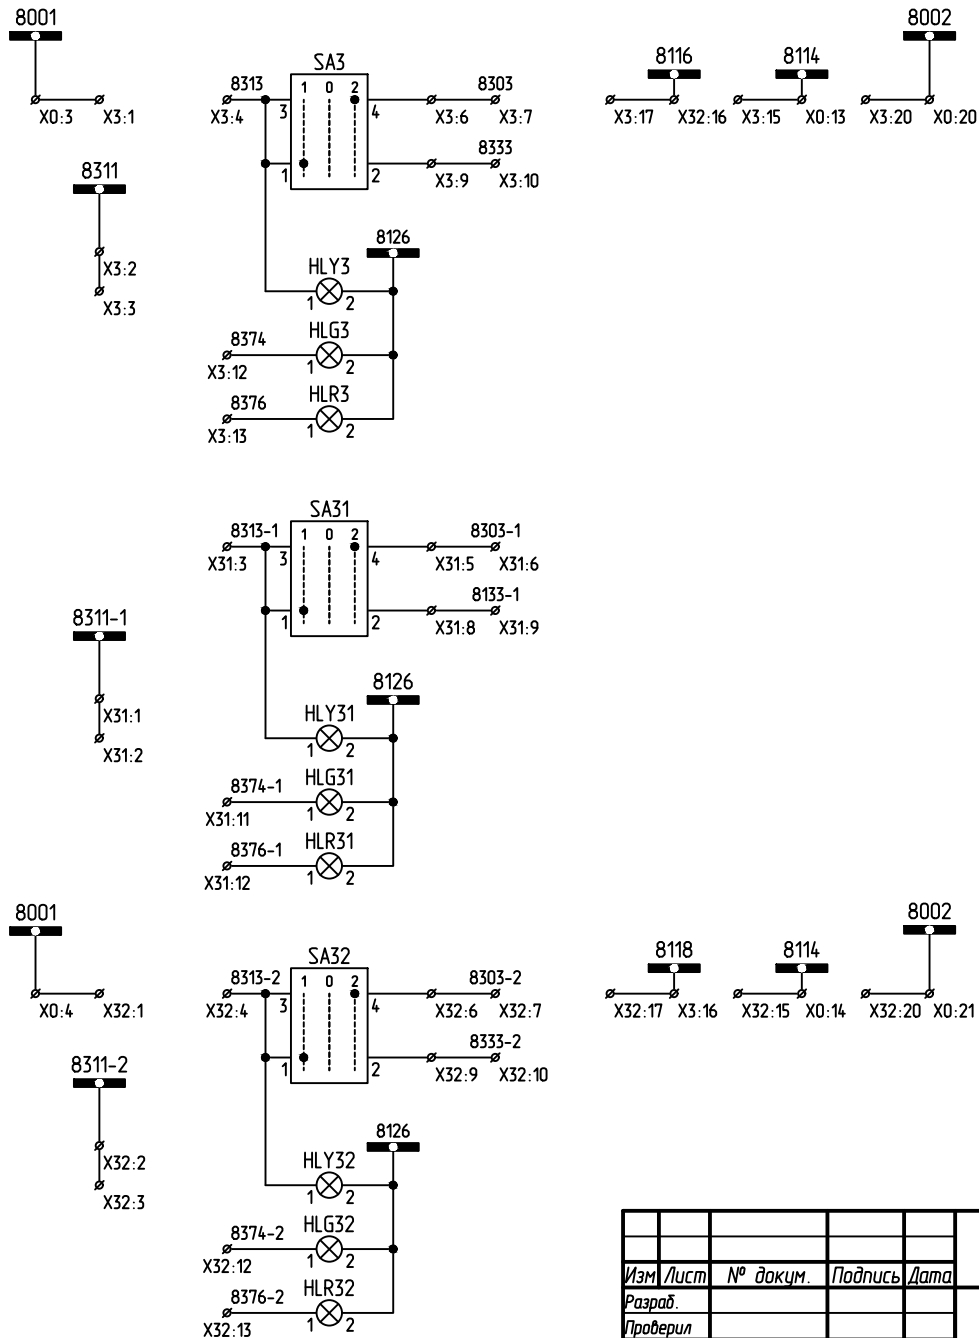 8001
X0:3 X3:1
8311
X3:2
X3:3
SA3
1 0 2
8313
X3:4
3
4
1
2
8303
X3:6 X3:7
8333
X3:9 X3:10
8126
HLY3
1 2
8374
X3:12
HLG3
1 2
8376
X3:13
HLR3
1 2
8116
X3:17 X32:16
8114
X3:15 X0:13
8002
X3:20 X0:20
SA31
1 0 2
8313-1
X31:3
3
4
1
2
8303-1
X31:5 X31:6
8133-1
X31:8 X31:9
8311-1
X31:1
X31:2
8126
HLY31
1 2
8374-1
X31:11
HLG31
1 2
8376-1
X31:12
HLR31
1 2
8001
X0:4 X32:1
8311-2
X32:2
X32:3
SA32
1 0 2
8313-2
X32:4
3
4
1
2
8303-2
X32:6 X32:7
8333-2
X32:9 X32:10
8126
HLY32
1 2
8374-2
X32:12
HLG32
1 2
8376-2
X32:13
HLR32
1 2
8118
X32:17 X3:16
8114
X32:15 X0:14
8002
X32:20 X0:21
Изм Лист № докум. Подпись Дата
Разраб.
Проверил